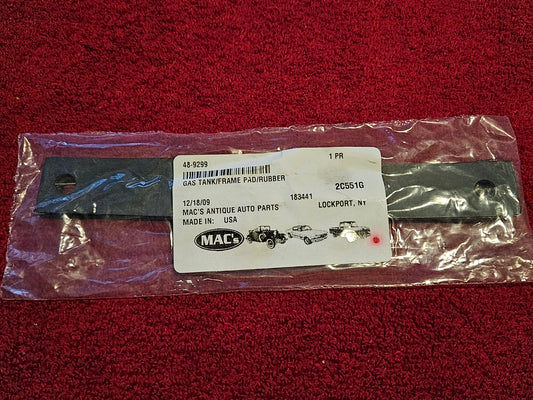 48-9299 1 PR
GAS TANK/FRAME PAD/RUBBER
2C551G
12/18/09 183441
MAC'S ANTIQUE AUTO PARTS LOCKPORT, NY
MADE IN: USA
MAC's